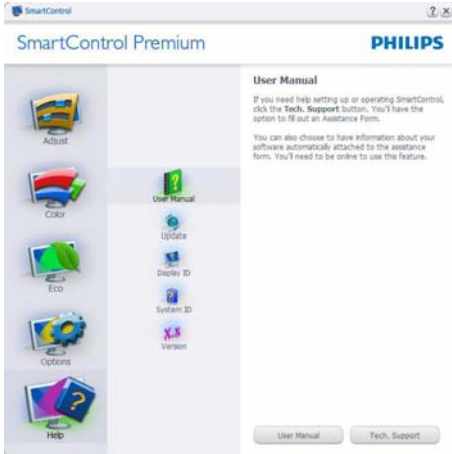 SmartControl
? X
SmartControl Premium
PHILIPS
Adjust
Color
Eco
Options
Help
User Manual
Update
Display ID
System ID
X.x
Version
User Manual
If you need help setting up or operating SmartControl,
click the Tech. Support button. You'll have the
option to fill out an Assistance Form.
You can also choose to have information about your
software automatically attached to the assistance
form. You'll need to be online to use this feature.
User Manual
Tech. Support